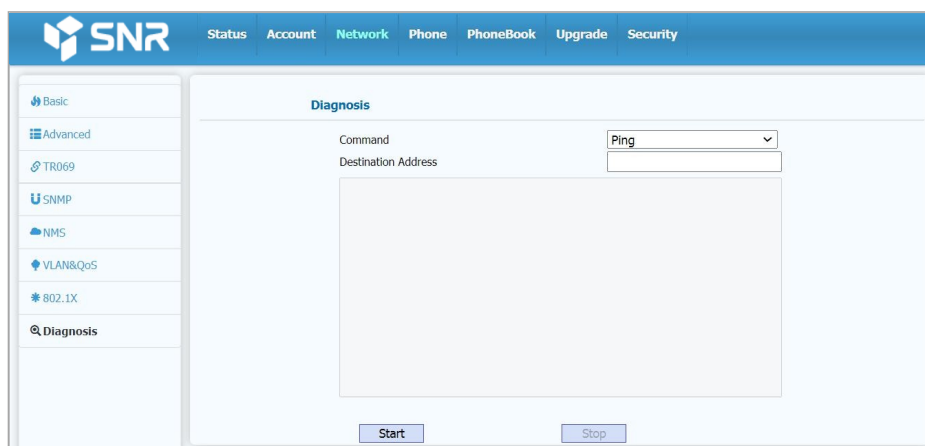 SNR Status Account Network Phone PhoneBook Upgrade Security
Basic
Advanced
TR069
SNMP
NMS
VLAN&QoS
802.1X
Diagnosis
Diagnosis
Command Ping
Destination Address
Start Stop